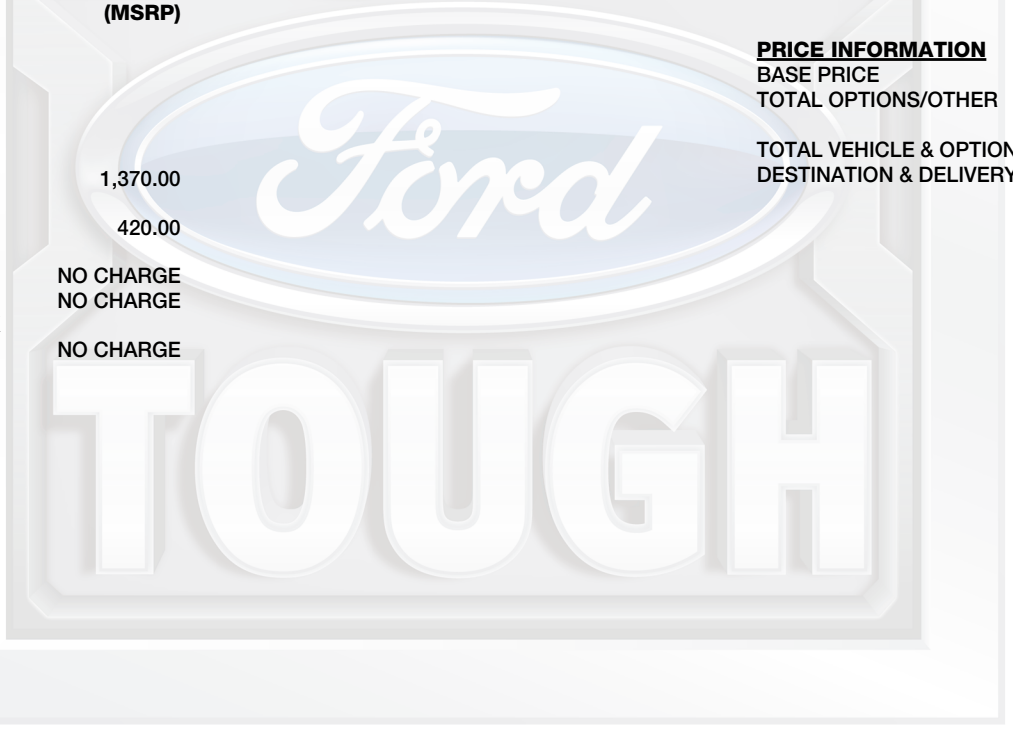 (MSRP)
1,370.00
420.00
NO CHARGE
NO CHARGE
NO CHARGE
PRICE INFORMATION
BASE PRICE
TOTAL OPTIONS/OTHER
TOTAL VEHICLE & OPTION
DESTINATION & DELIVERY
Ford
TOUGH